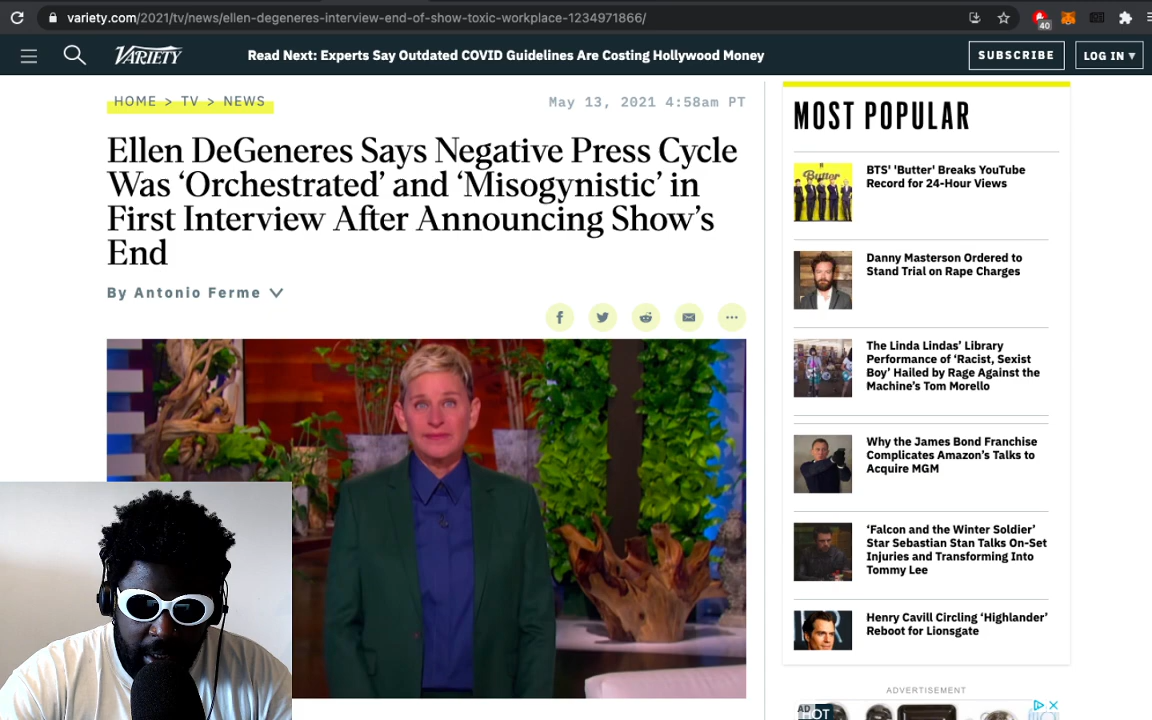 variety.com/2021/tv/news/ellen-degeneres-interview-end-of-show-toxic-workplace-1234971866/
40
VARIETY
Read Next: Experts Say Outdated COVID Guidelines Are Costing Hollywood Money
SUBSCRIBE
LOG IN ▾
HOME > TV > NEWS
May 13, 2021 4:58am PT
Ellen DeGeneres Says Negative Press Cycle
Was ‘Orchestrated’ and ‘Misogynistic’ in
First Interview After Announcing Show’s
End
By Antonio Ferme
MOST POPULAR
Butter
BTS' 'Butter' Breaks YouTube
Record for 24-Hour Views
Danny Masterson Ordered to
Stand Trial on Rape Charges
The Linda Lindas’ Library
Performance of ‘Racist, Sexist
Boy’ Hailed by Rage Against the
Machine’s Tom Morello
Why the James Bond Franchise
Complicates Amazon’s Talks to
Acquire MGM
‘Falcon and the Winter Soldier’
Star Sebastian Stan Talks On-Set
Injuries and Transforming Into
Tommy Lee
Henry Cavill Circling ‘Highlander’
Reboot for Lionsgate
ADVERTISEMENT
AD
HOT